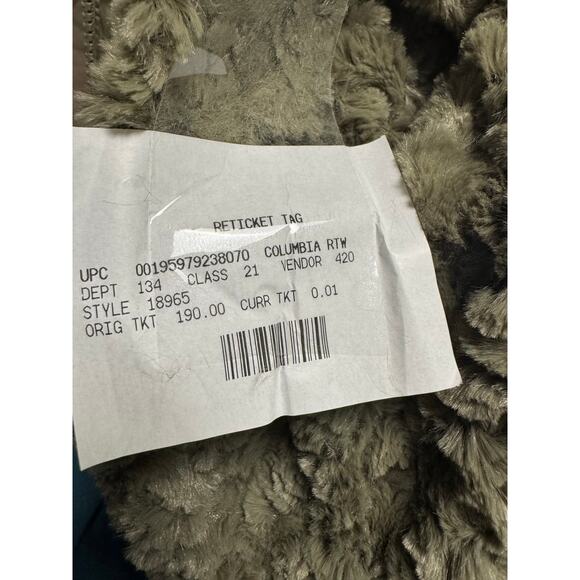 RETICKET TAG
UPC 00195979238070 COLUMBIA RTW
DEPT 134 CLASS 21 VENDOR 420
STYLE 18965
ORIG TKT 190.00 CURR TKT 0.01